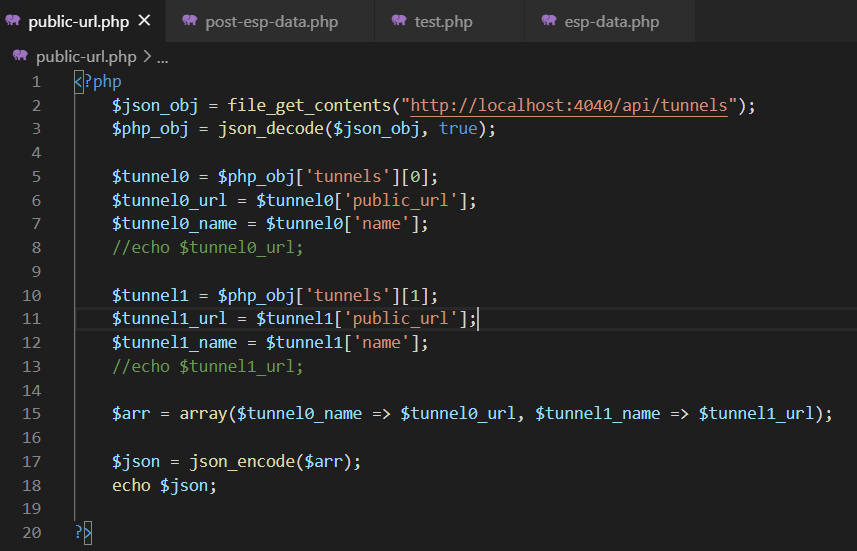 public-url.php × post-esp-data.php test.php esp-data.php
public-url.php > ...
1 <?php
2 $json_obj = file_get_contents("http://localhost:4040/api/tunnels");
3 $php_obj = json_decode($json_obj, true);
4
5 $tunnel0 = $php_obj['tunnels'][0];
6 $tunnel0_url = $tunnel0['public_url'];
7 $tunnel0_name = $tunnel0['name'];
8 //echo $tunnel0_url;
9
10 $tunnel1 = $php_obj['tunnels'][1];
11 $tunnel1_url = $tunnel1['public_url'];
12 $tunnel1_name = $tunnel1['name'];
13 //echo $tunnel1_url;
14
15 $arr = array($tunnel0_name => $tunnel0_url, $tunnel1_name => $tunnel1_url);
16
17 $json = json_encode($arr);
18 echo $json;
19
20 ?>